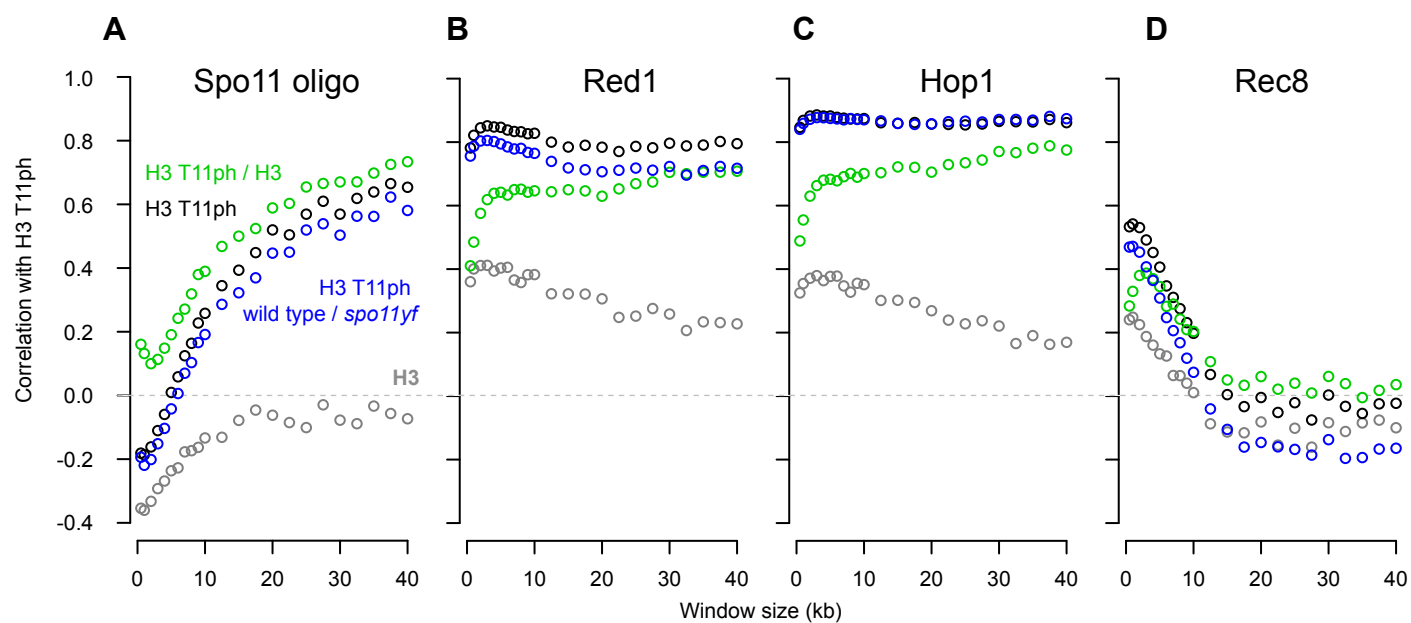 A
B
C
D
Spo11 oligo
Red1
Hop1
Rec8
Correlation with H3 T11ph
1.0
0.8
0.6
0.4
0.2
0.0
-0.2
-0.4
H3 T11ph / H3
H3 T11ph
H3 T11ph
wild type / spo11yf
H3
0 10 20 30 40
0 10 20 30 40
0 10 20 30 40
0 10 20 30 40
Window size (kb)